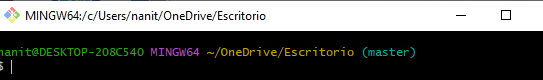 MINGW64:/c/Users/nanit/OneDrive/Escritorio
nanit@DESKTOP-208C540 MINGW64 ~/OneDrive/Escritorio (master)
$